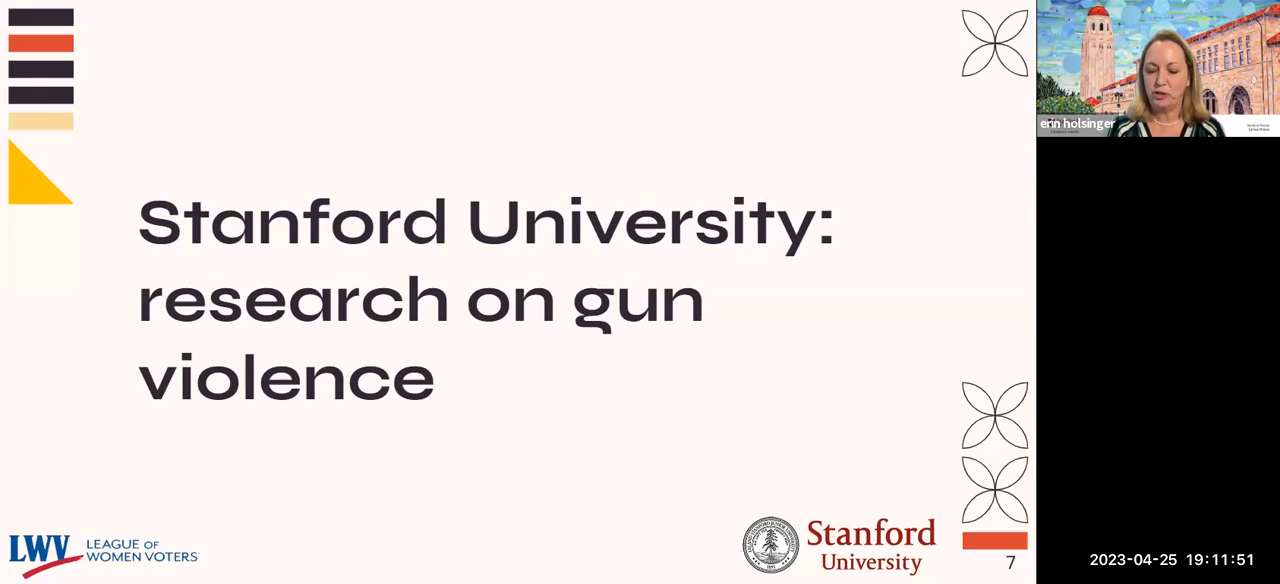 Stanford University:
research on gun
violence
LWV LEAGUE OF
WOMEN VOTERS
Stanford
University
7
erin holsinger
2023-04-25 19:11:51